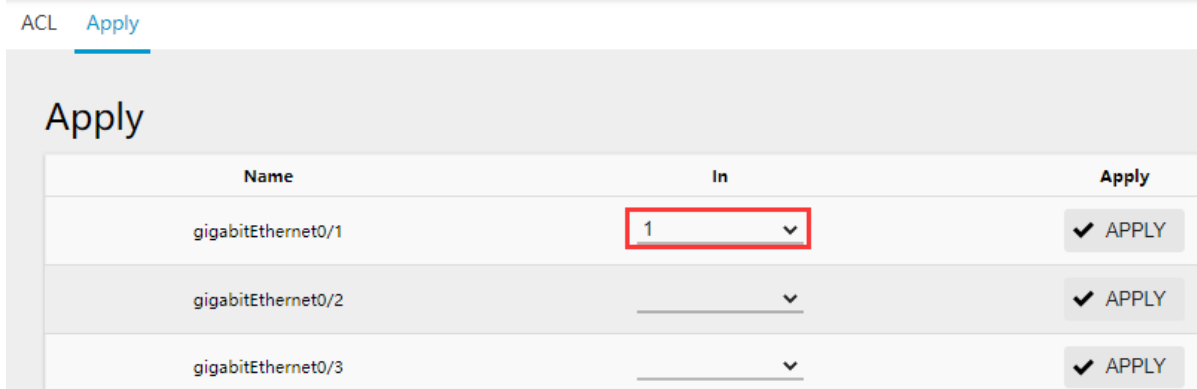 ACL Apply
Apply
Name In Apply
gigabitEthernet0/1 1 APPLY
gigabitEthernet0/2 APPLY
gigabitEthernet0/3 APPLY